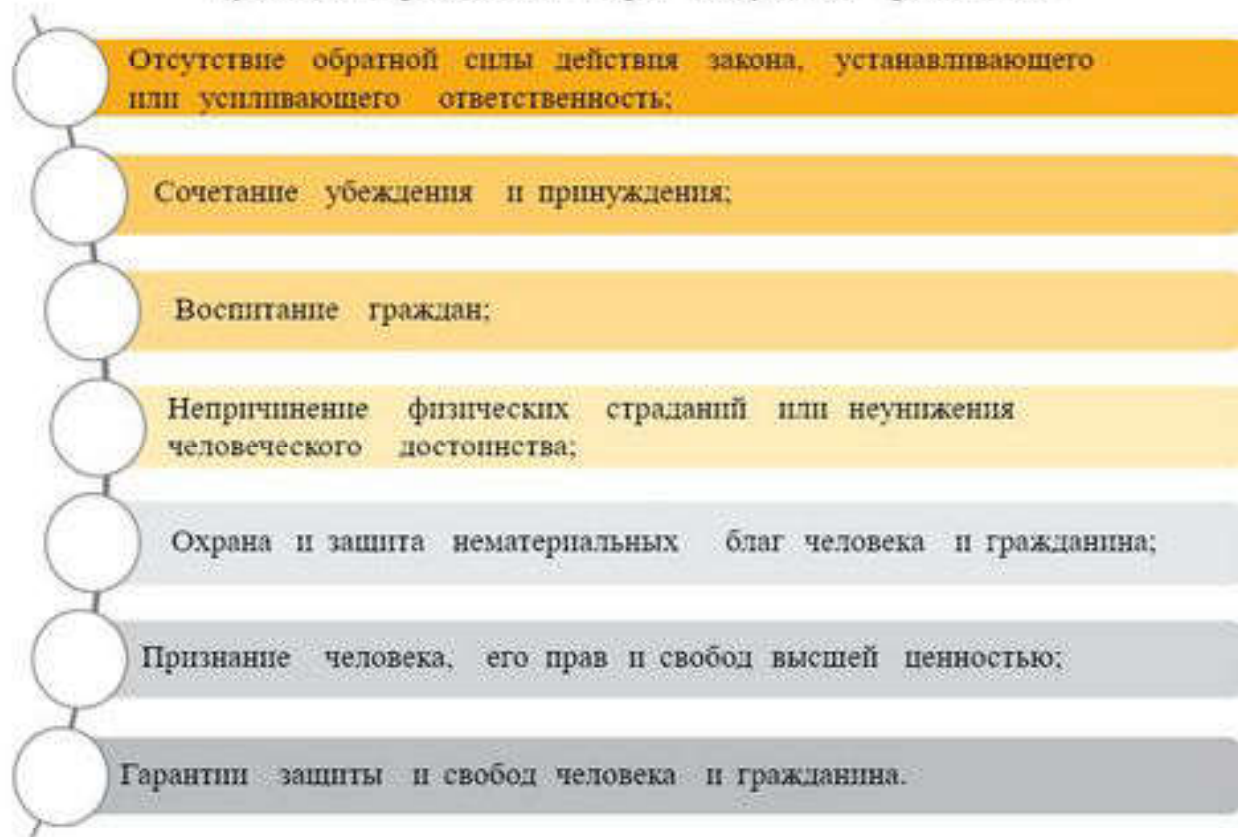 Отсутствие обратной силы действия закона, устанавливающего
или усиливающего ответственность;
Сочетание убеждения и принуждения;
Воспитание граждан;
Непричинение физических страданий или неунижения
человеческого достоинства;
Охрана и защита нематериальных благ человека и гражданина;
Признание человека, его прав и свобод высшей ценностью;
Гарантии защиты и свобод человека и гражданина.